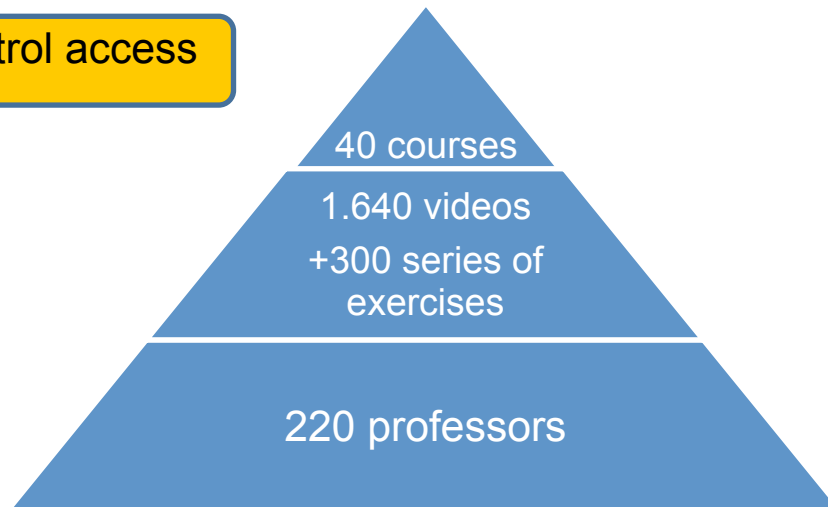 trol access
40 courses
1.640 videos
+300 series of
exercises
220 professors